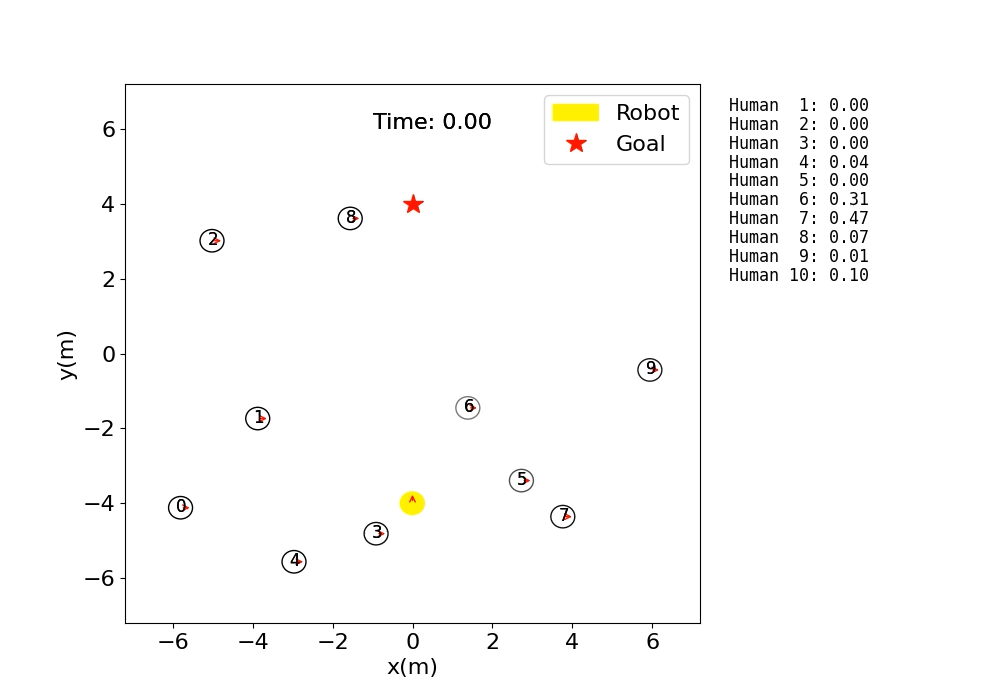 Time: 0.00
Robot
Goal
Human  1: 0.00
Human  2: 0.00
Human  3: 0.00
Human  4: 0.04
Human  5: 0.00
Human  6: 0.31
Human  7: 0.47
Human  8: 0.07
Human  9: 0.01
Human 10: 0.10
y(m)
6
4
2
0
−2
−4
−6
8
2
9
6
1
5
0
7
3
4
−6 −4 −2 0 2 4 6
x(m)